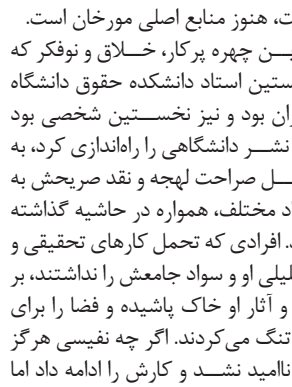 ت، هنوز منابع اصلی مورخان است.
ـن چهره پرکار، خلاق و نوفکر که
ستین استاد دانشکده حقوق دانشگاه
ران بود و نیز نخستین شخصی بود
نشر دانشگاهی را راه‌اندازی کرد، به
ـل صراحت لهجه و نقد صریحش به
اد مختلف، همواره در حاشیه گذاشته
د. افرادی که تحمل کارهای تحقیقی و
لیلی او و سواد جامعش را نداشتند، بر
و آثار او خاک پاشیده و فضا را برای
تنگ می‌کردند. اگر چه نفیسی هرگز
ناامید نشد و کارش را ادامه داد اما